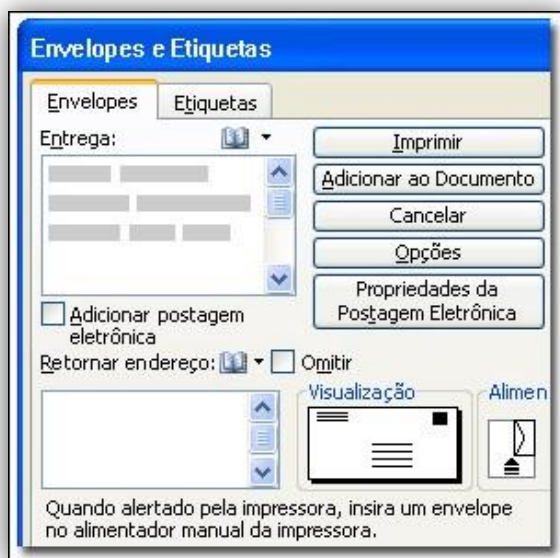 Envelopes e Etiquetas
Envelopes
Etiquetas
Entrega:
Imprimir
Adicionar ao Documento
Cancelar
Opções
Propriedades da
Postagem Eletrônica
Adicionar postagem
eletrônica
Retornar endereço:
Omitir
Visualização
Alimen
Quando alertado pela impressora, insira um envelope
no alimentador manual da impressora.